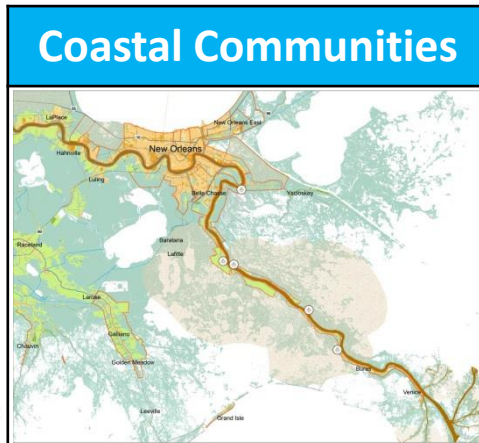 Coastal Communities
LaPlace
New Orleans East
Hahnville
New Orleans
Luling
Belle Chasse
Yscloskey
Barataria
Raceland
Lafitte
Larose
Galliano
Chauvin
Golden Meadow
Buras
Venice
Leeville
Grand Isle